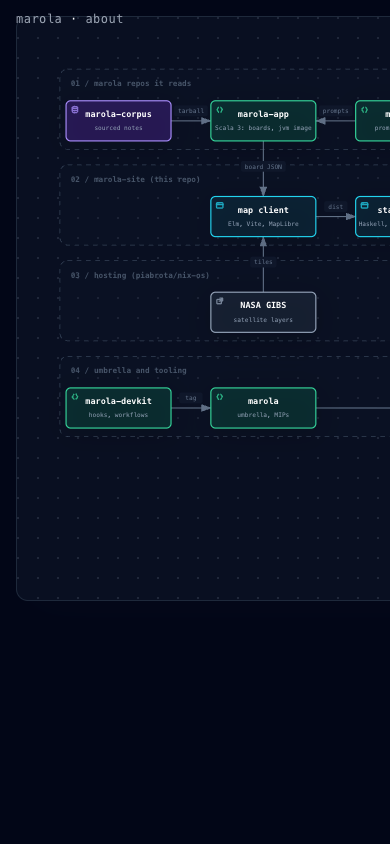 marola · about
01 / marola repos it reads
marola-corpus
sourced notes
tarball
marola-app
Scala 3: boards, jvm image
prompts
board JSON
02 / marola-site (this repo)
map client
Elm, Vite, MapLibre
dist
Haskell,
tiles
03 / hosting (piabrota/nix-os)
NASA GIBS
satellite layers
04 / umbrella and tooling
marola-devkit
hooks, workflows
tag
marola
umbrella, MIPs